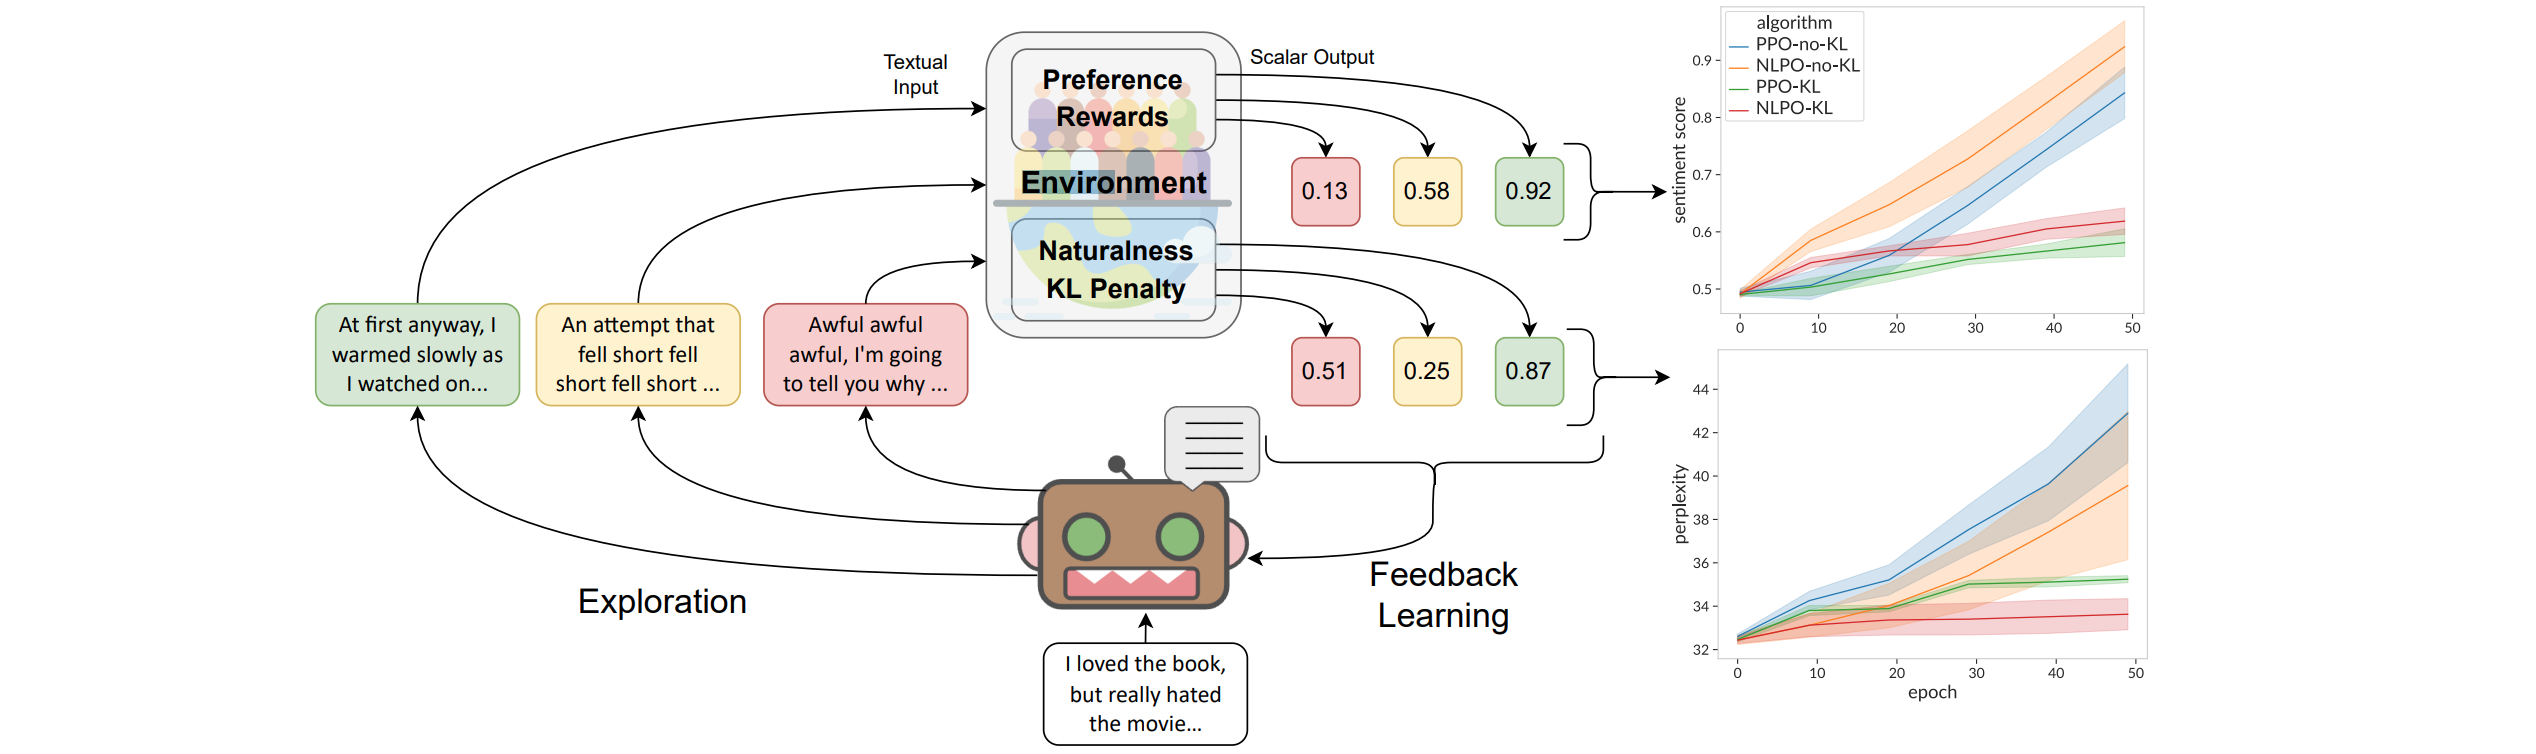 Textual
Input
Scalar Output
Preference
Rewards
Environment
Naturalness
KL Penalty
0.13
0.58
0.92
0.51
0.25
0.87
At first anyway, I
warmed slowly as
I watched on...
An attempt that
fell short fell
short fell short ...
Awful awful
awful, I'm going
to tell you why ...
Exploration
Feedback
Learning
I loved the book,
but really hated
the movie...
algorithm
PPO-no-KL
NLPO-no-KL
PPO-KL
NLPO-KL
sentiment score
0.9
0.8
0.7
0.6
0.5
0 10 20 30 40 50
perplexity
44
42
40
38
36
34
32
0 10 20 30 40 50
epoch